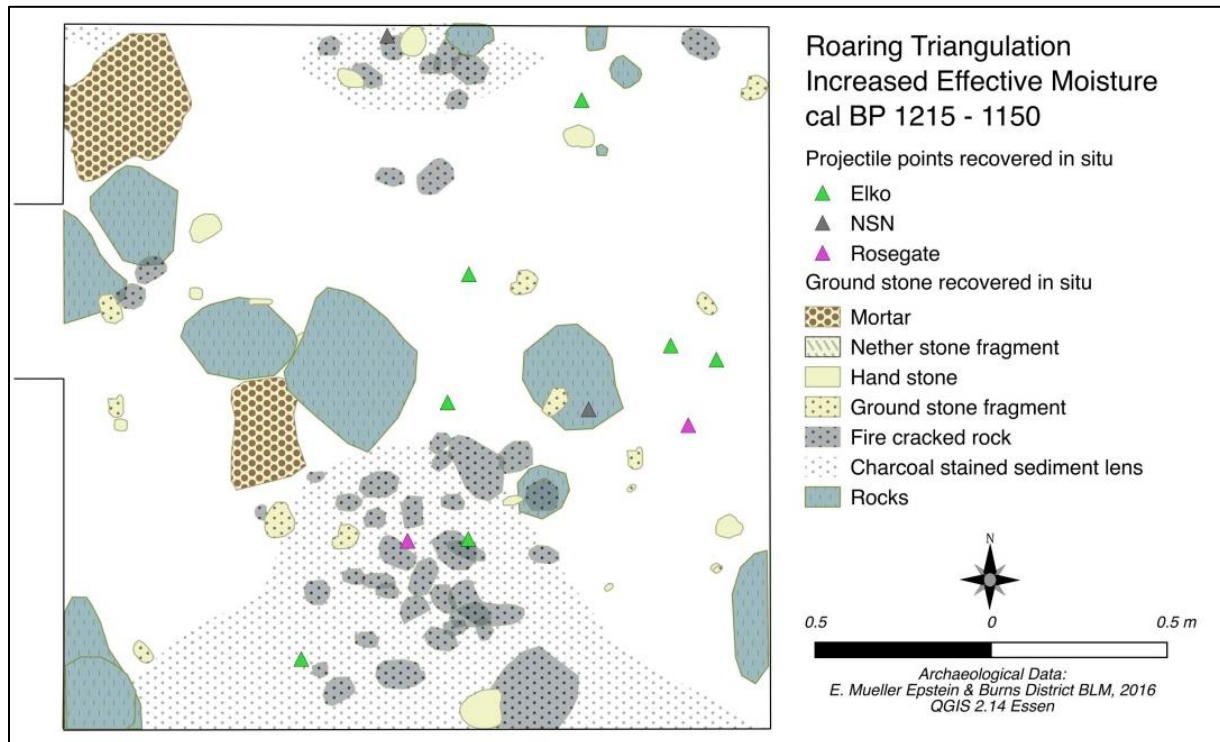 Roaring Triangulation
Increased Effective Moisture
cal BP 1215 - 1150
Projectile points recovered in situ
Elko
NSN
Rosegate
Ground stone recovered in situ
Mortar
Nether stone fragment
Hand stone
Ground stone fragment
Fire cracked rock
Charcoal stained sediment lens
Rocks
N
0.5 0 0.5 m
Archaeological Data:
E. Mueller Epstein & Burns District BLM, 2016
QGIS 2.14 Essen